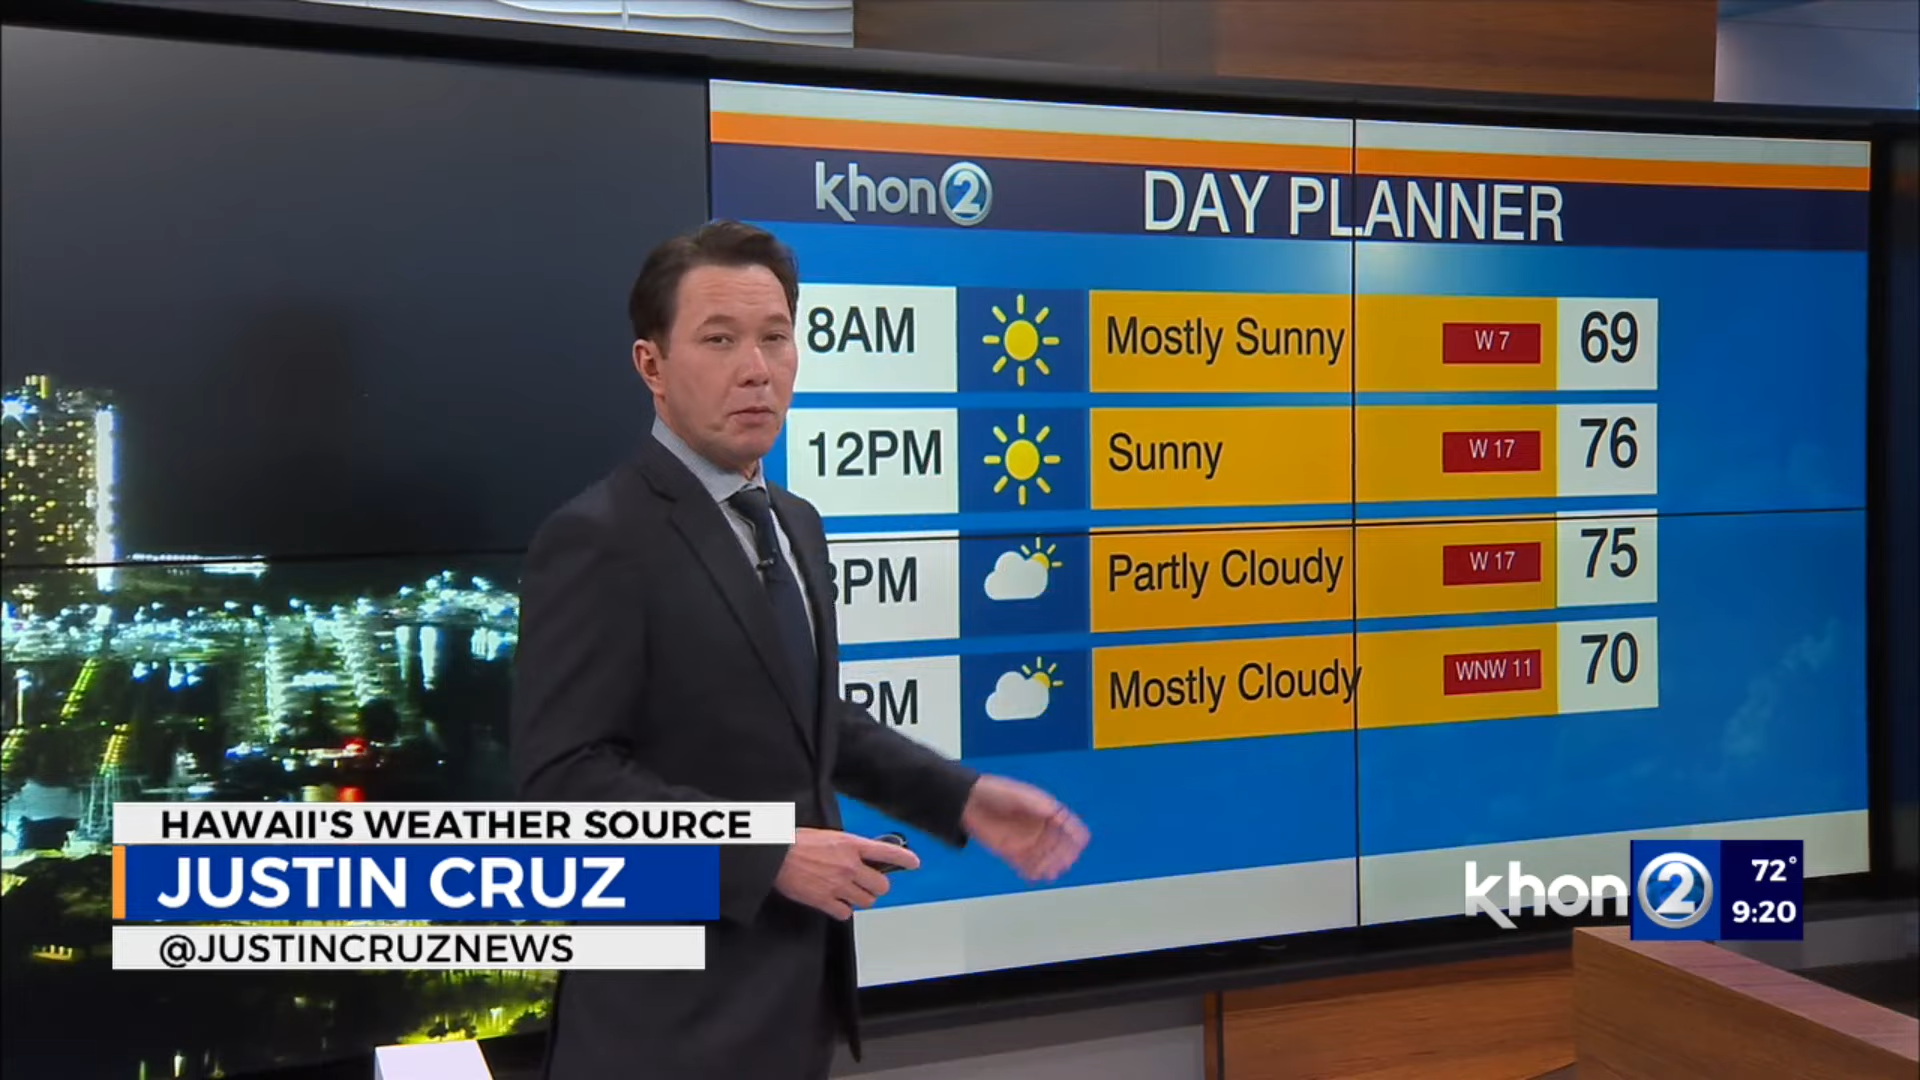 khon2 DAY PLANNER
8AM Mostly Sunny W 7 69
12PM Sunny W 17 76
PM Partly Cloudy W 17 75
PM Mostly Cloudy WNW 11 70
HAWAII'S WEATHER SOURCE
JUSTIN CRUZ
@JUSTINCRUZNEWS
khon2 72°
9:20